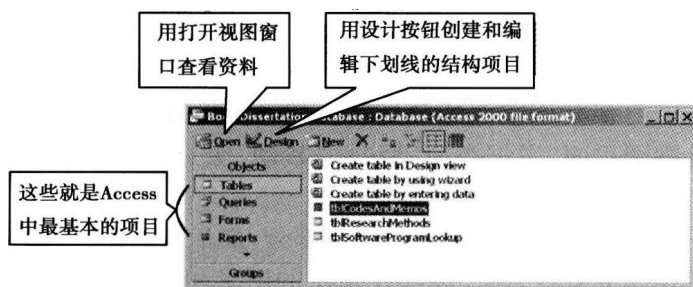 用打开视图窗
口查看资料
用设计按钮创建和编
辑下划线的结构项目
这些就是Access
中最基本的项目
Book Dissertation Database : Database (Access 2000 file format)
Open Design New
Objects
Tables
Queries
Forms
Reports
Groups
Create table in Design view
Create table by using wizard
Create table by entering data
tblCodesAndMemos
tblResearchMethods
tblSoftwareProgramLookup